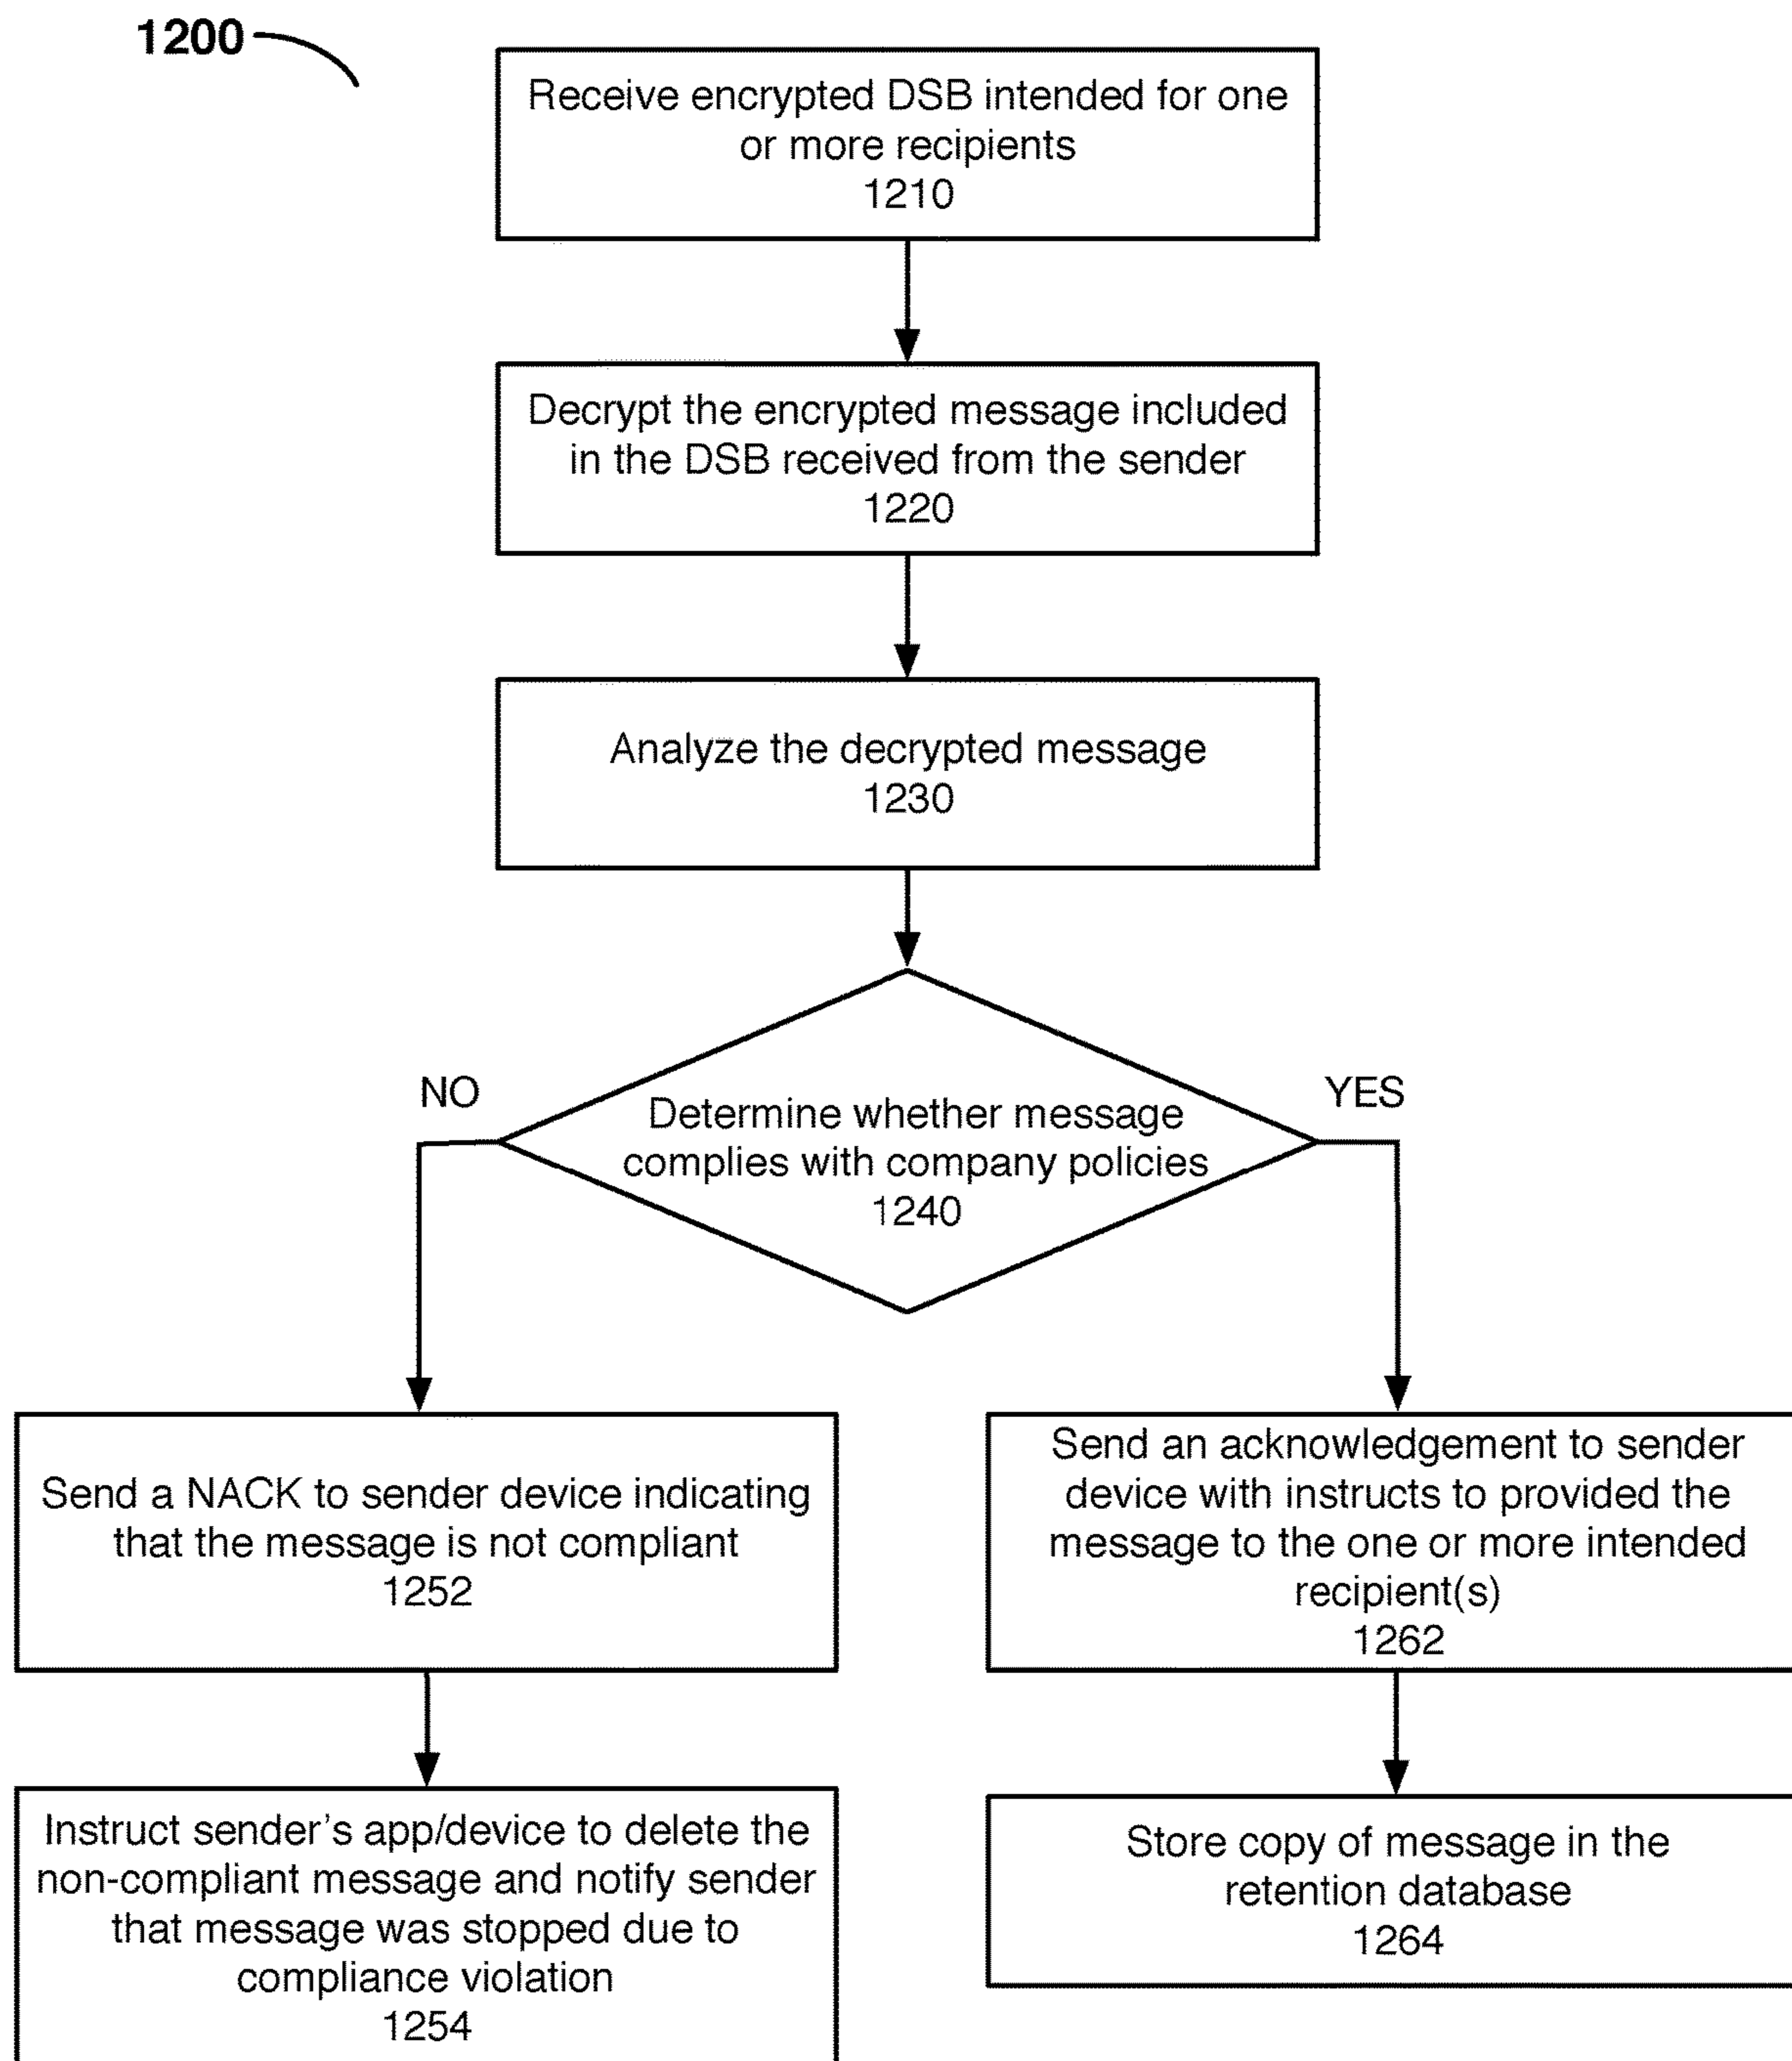 1200
Receive encrypted DSB intended for one
or more recipients
1210
Decrypt the encrypted message included
in the DSB received from the sender
1220
Analyze the decrypted message
1230
NO
YES
Determine whether message
complies with company policies
1240
Send a NACK to sender device indicating
that the message is not compliant
1252
Send an acknowledgement to sender
device with instructs to provided the
message to the one or more intended
recipient(s)
1262
Instruct sender's app/device to delete the
non-compliant message and notify sender
that message was stopped due to
compliance violation
1254
Store copy of message in the
retention database
1264